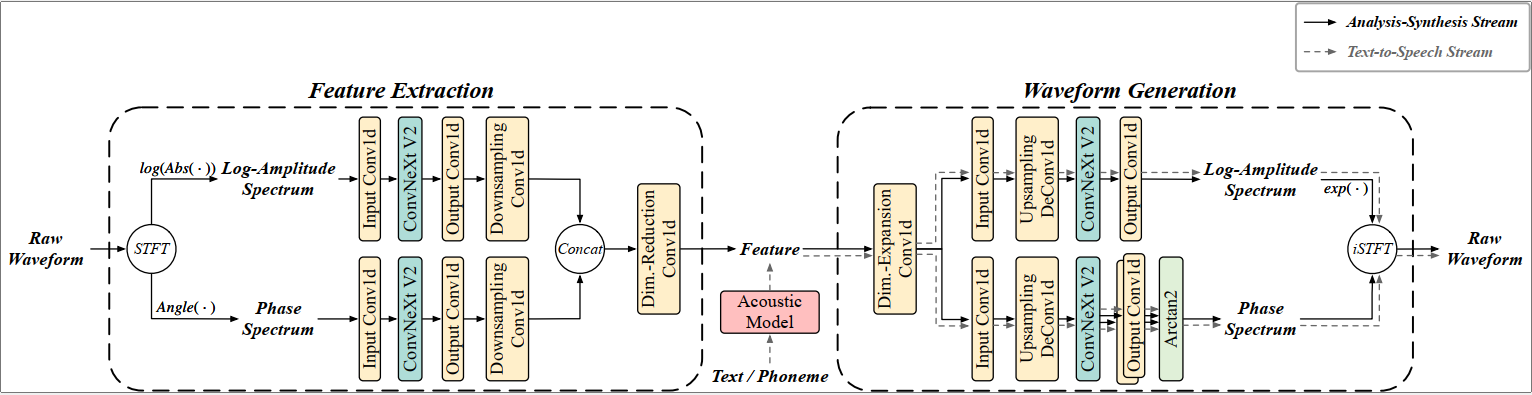 Analysis-Synthesis Stream
Text-to-Speech Stream
Feature Extraction
Raw
Waveform
STFT
log(Abs(·))
Log-Amplitude
Spectrum
Input Conv1d
ConvNeXt V2
Output Conv1d
Downsampling
Conv1d
Angle(·)
Phase
Spectrum
Input Conv1d
ConvNeXt V2
Output Conv1d
Downsampling
Conv1d
Concat
Dim.-Reduction
Conv1d
Feature
Acoustic
Model
Text / Phoneme
Waveform Generation
Dim.-Expansion
Conv1d
Input Conv1d
Upsampling
DeConv1d
ConvNeXt V2
Output Conv1d
Log-Amplitude
Spectrum
exp(·)
Input Conv1d
Upsampling
DeConv1d
ConvNeXt V2
Output Conv1d
Arctan2
Phase
Spectrum
iSTFT
Raw
Waveform